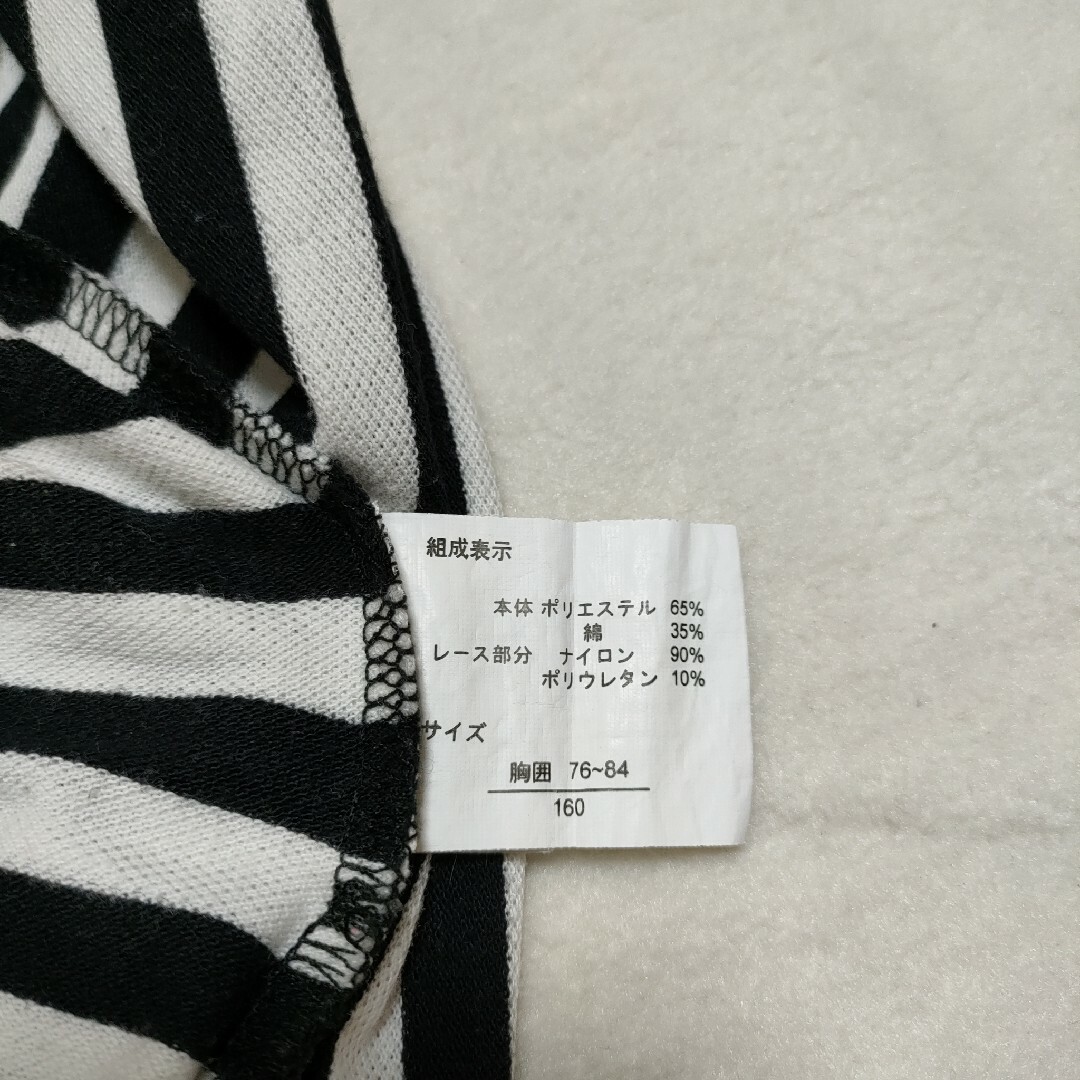 組成表示
本体 ポリエステル 65%
綿 35%
レース部分 ナイロン 90%
ポリウレタン 10%
サイズ
胸囲 76~84
160